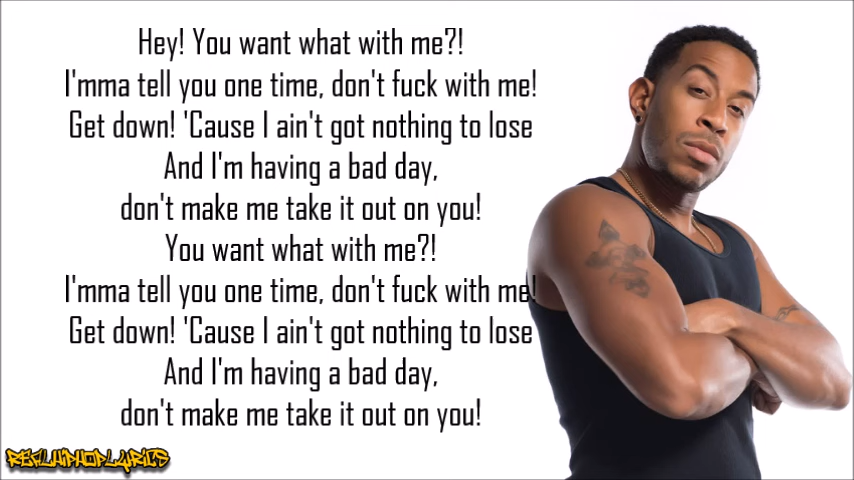 Hey! You want what with me?!
I'mma tell you one time, don't fuck with me!
Get down! 'Cause I ain't got nothing to lose
And I'm having a bad day,
don't make me take it out on you!
You want what with me?!
I'mma tell you one time, don't fuck with me!
Get down! 'Cause I ain't got nothing to lose
And I'm having a bad day,
don't make me take it out on you!
REFLHIPHOPLYRICS